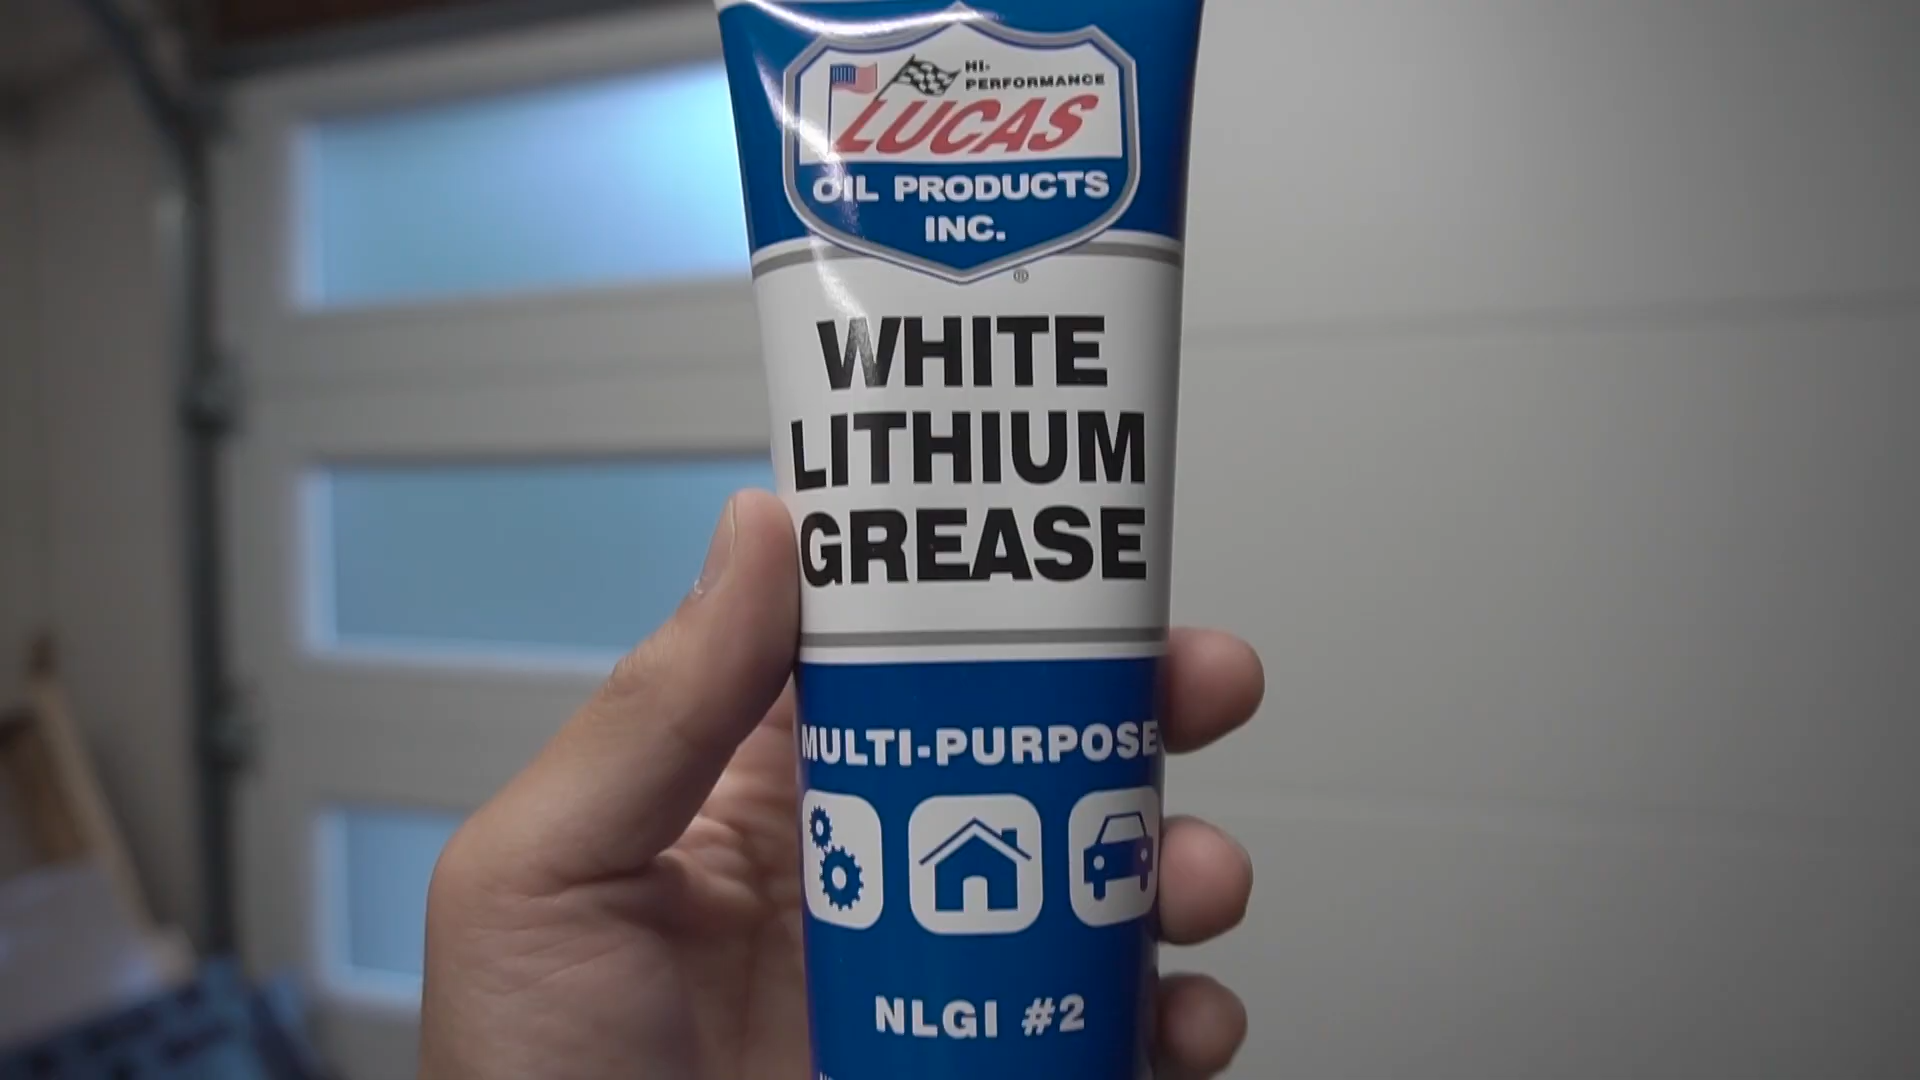 HI-
PERFORMANCE
LUCAS
OIL PRODUCTS
INC.
®
WHITE
LITHIUM
GREASE
MULTI-PURPOSE
NLGI #2